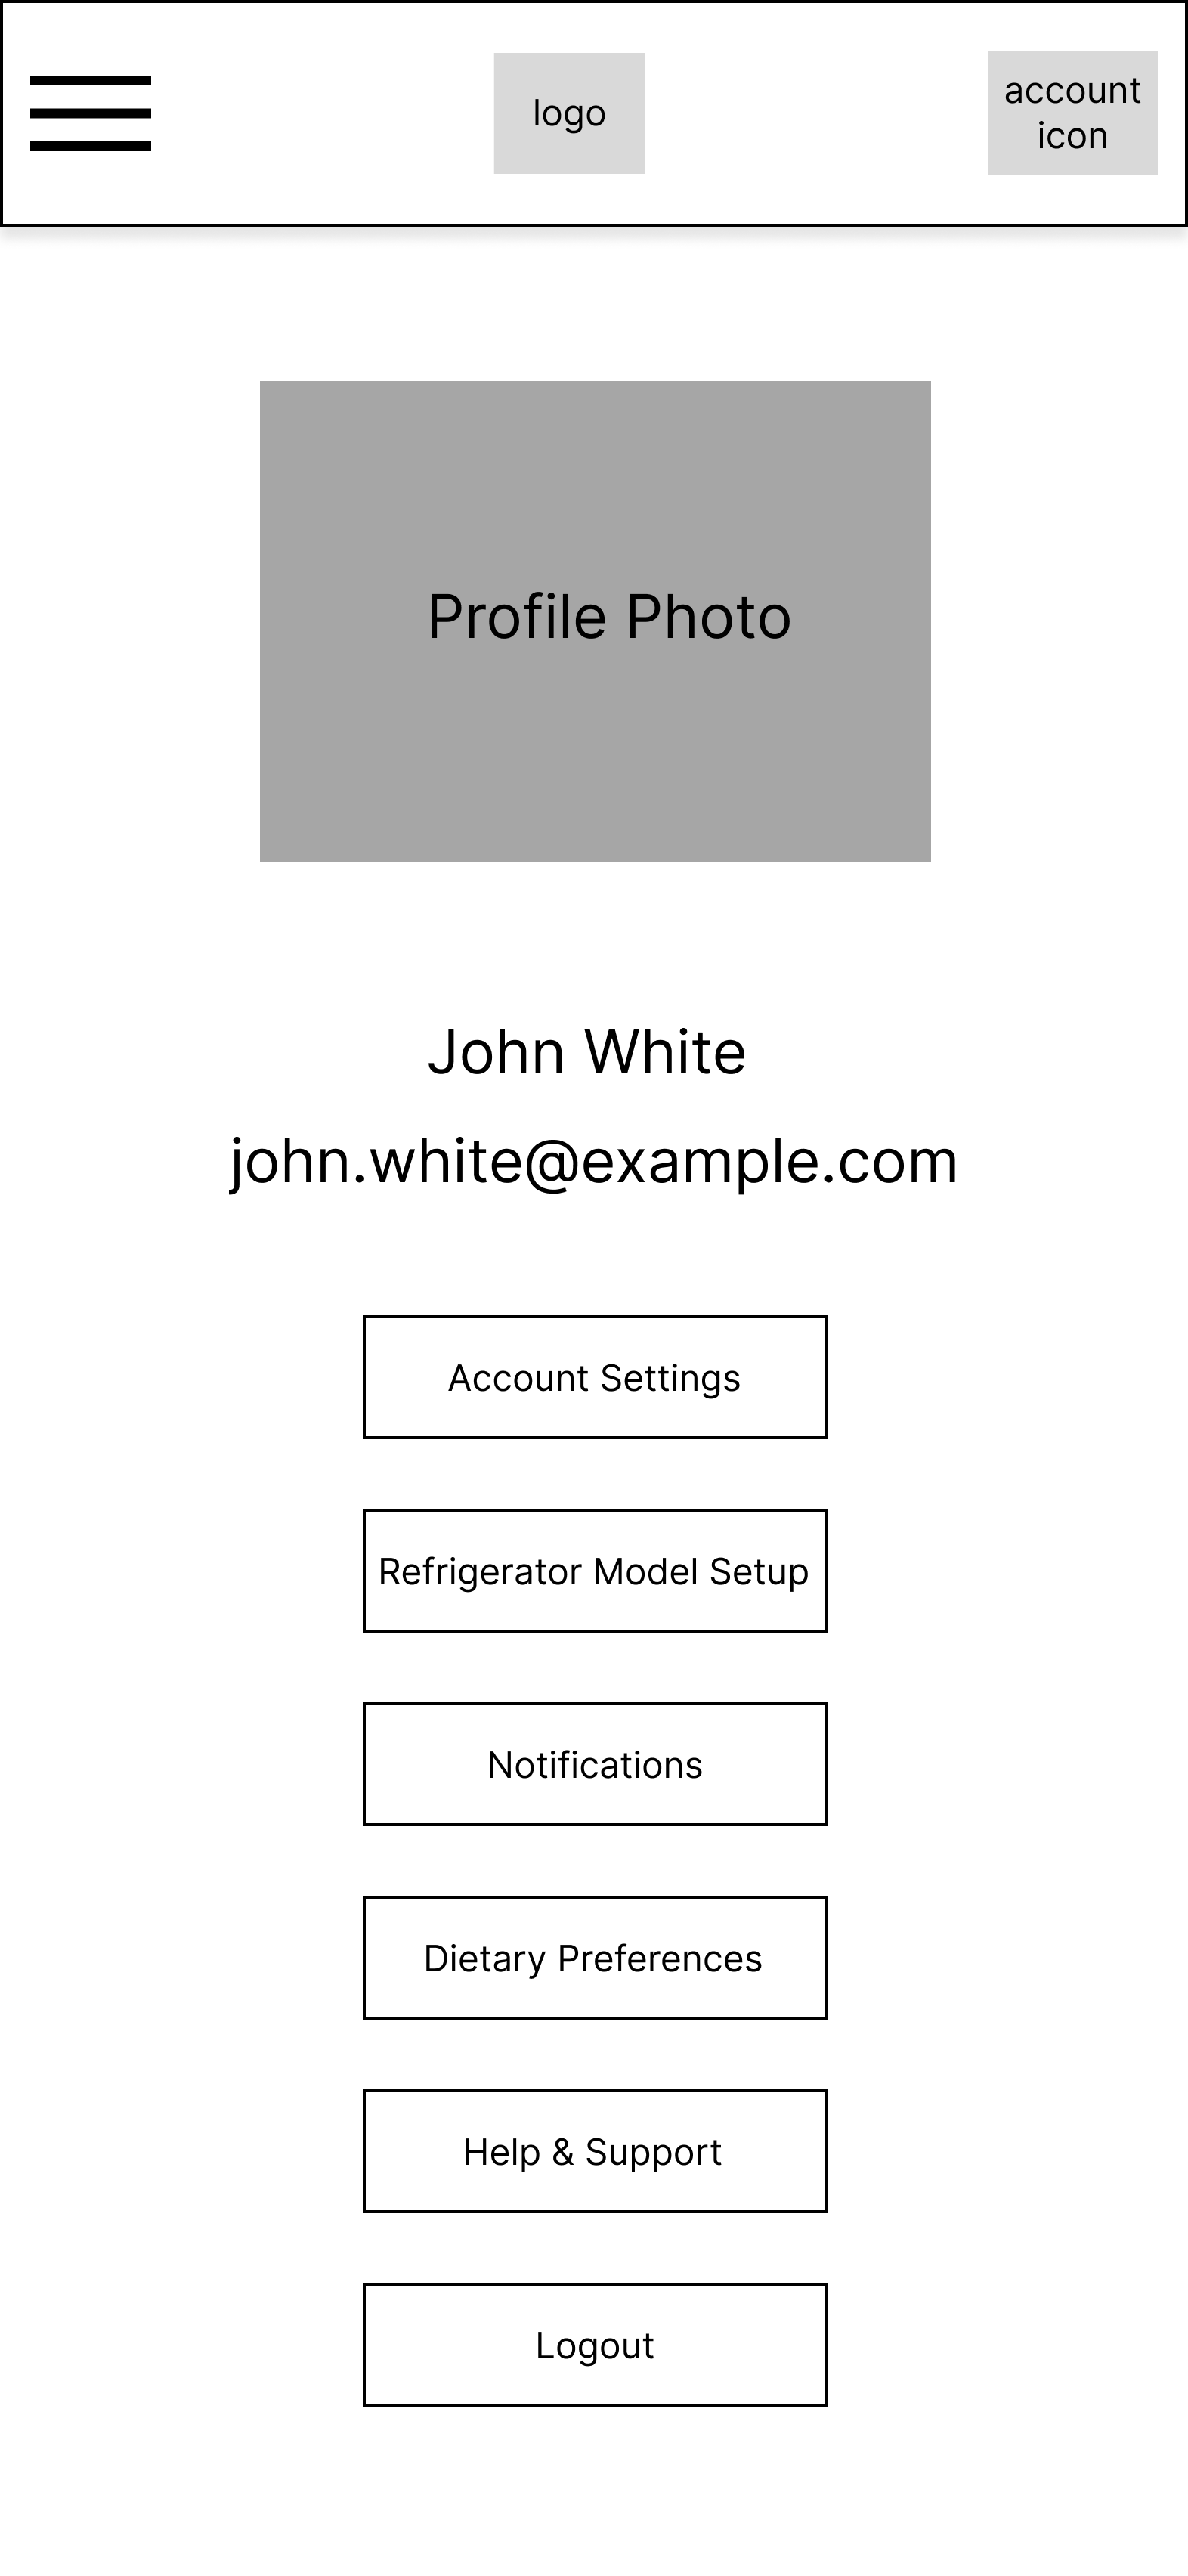 logo
account
icon
Profile Photo
John White
john.white@example.com
Account Settings
Refrigerator Model Setup
Notifications
Dietary Preferences
Help & Support
Logout